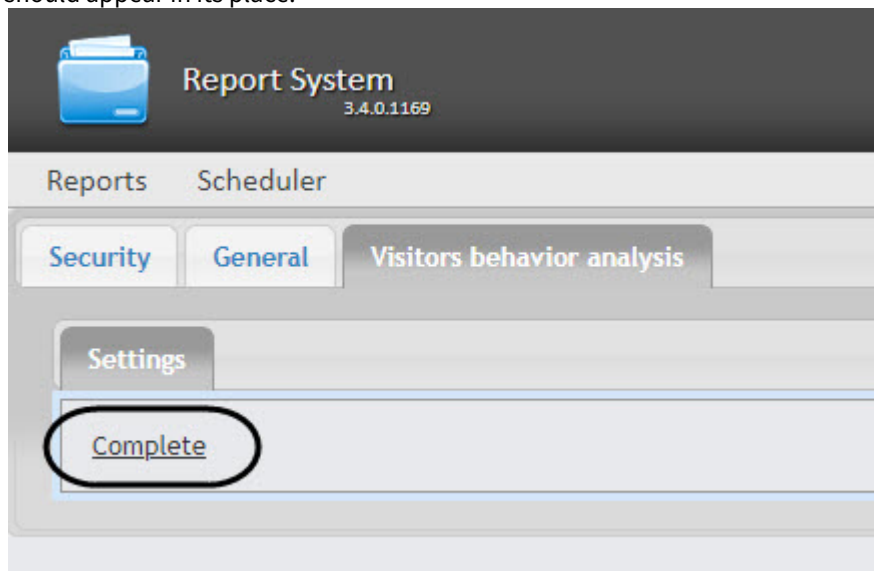 should appear in its place.
Report System
3.4.0.1169
Reports Scheduler
Security General Visitors behavior analysis
Settings
Complete